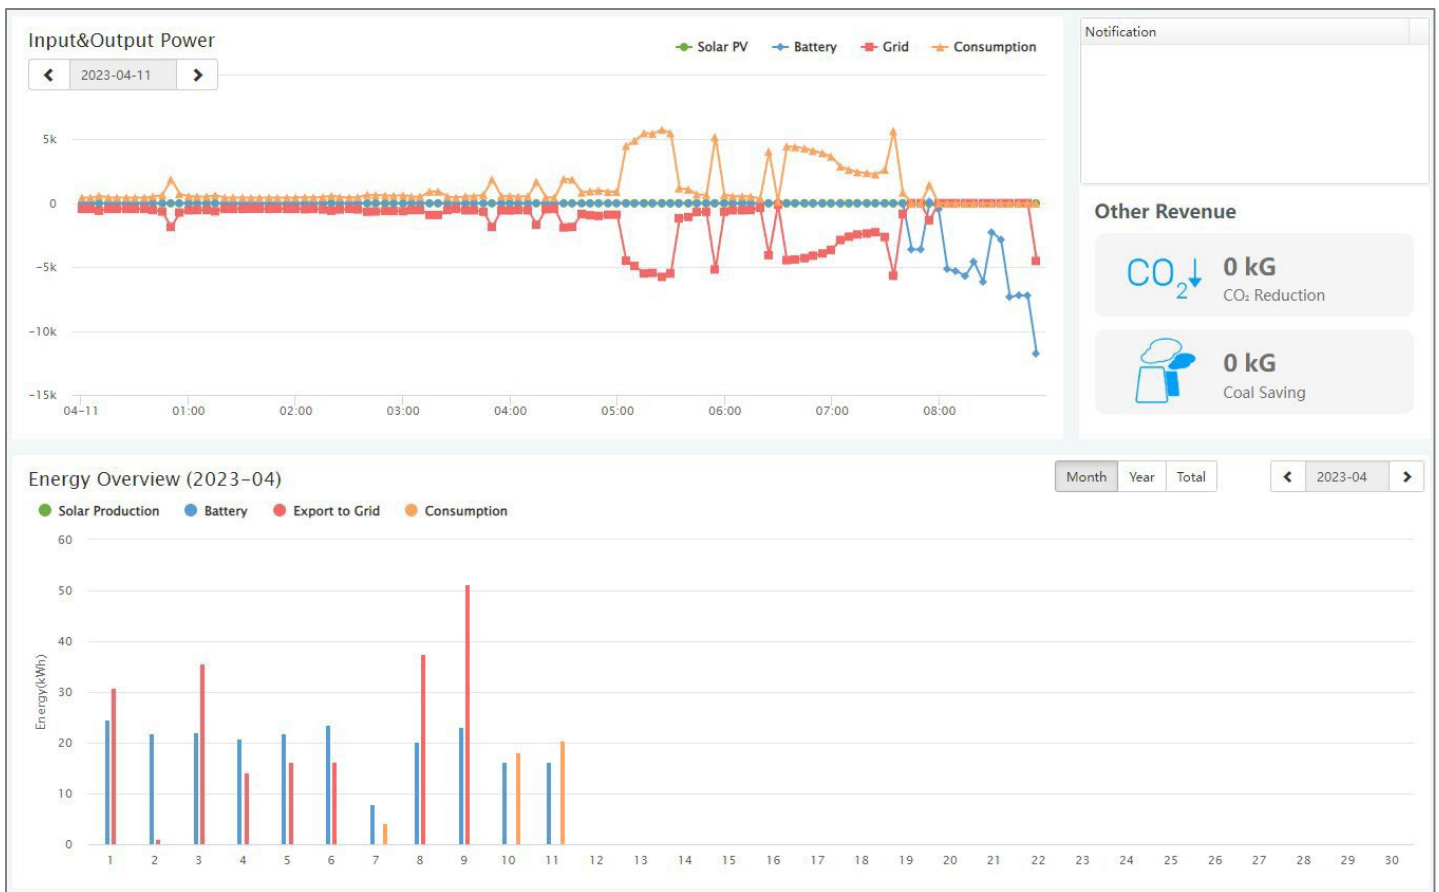 Input&Output Power
Solar PV Battery Grid Consumption
2023-04-11
5k
0
-5k
-10k
-15k
04-11 01:00 02:00 03:00 04:00 05:00 06:00 07:00 08:00
Notification
Other Revenue
CO2
0 kG
CO₂ Reduction
0 kG
Coal Saving
Energy Overview (2023-04)
Month Year Total
2023-04
Solar Production Battery Export to Grid Consumption
Energy(kWh)
60
50
40
30
20
10
0
1 2 3 4 5 6 7 8 9 10 11 12 13 14 15 16 17 18 19 20 21 22 23 24 25 26 27 28 29 30